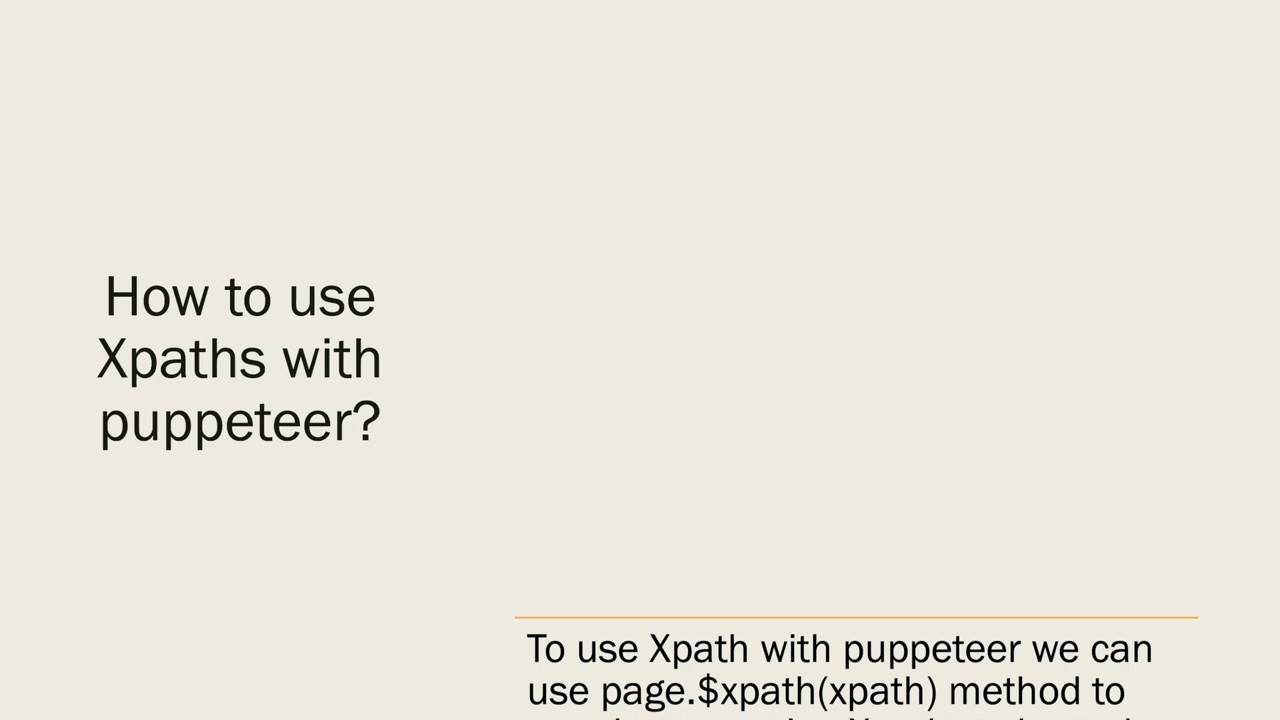 How to use
Xpaths with
puppeteer?
To use Xpath with puppeteer we can
use page.$xpath(xpath) method to